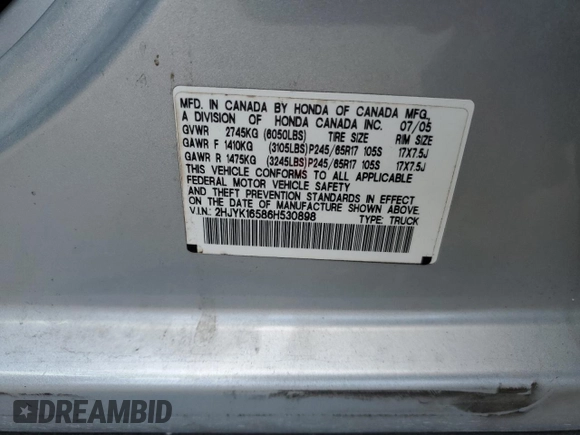 MFD. IN CANADA BY HONDA OF CANADA MFG.,
A DIVISION OF HONDA CANADA INC. 07/05
GVWR 2745KG (6050LBS) TIRE SIZE RIM SIZE
GAWR F 1410KG (3105LBS) P245/65R17 105S 17X7.5J
GAWR R 1475KG (3245LBS) P245/65R17 105S 17X7.5J
THIS VEHICLE CONFORMS TO ALL APPLICABLE
FEDERAL MOTOR VEHICLE SAFETY
AND THEFT PREVENTION STANDARDS IN EFFECT
ON THE DATE OF MANUFACTURE SHOWN ABOVE.
V.I.N.: 2HJYK16586H530898 TYPE: TRUCK
DREAMBID